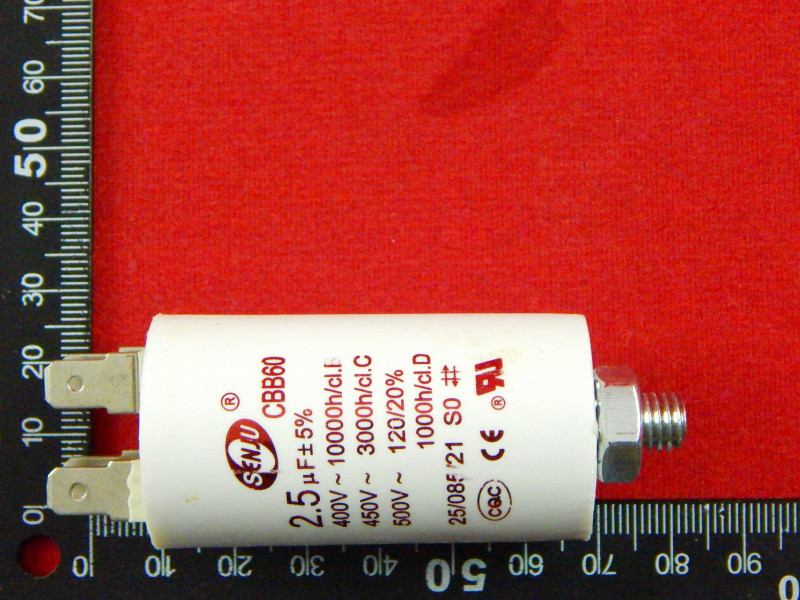 SENJU ®
CBB60
2.5 µF±5%
400V~10000h/cl.
450V~ 3000h/cl.C
500V~ 120/20%
1000h/cl.D
25/085/21 S0
CE
CQC
®
70
60
50
40
30
20
10
0
0 10 20 30 40 50 60 70 80 90